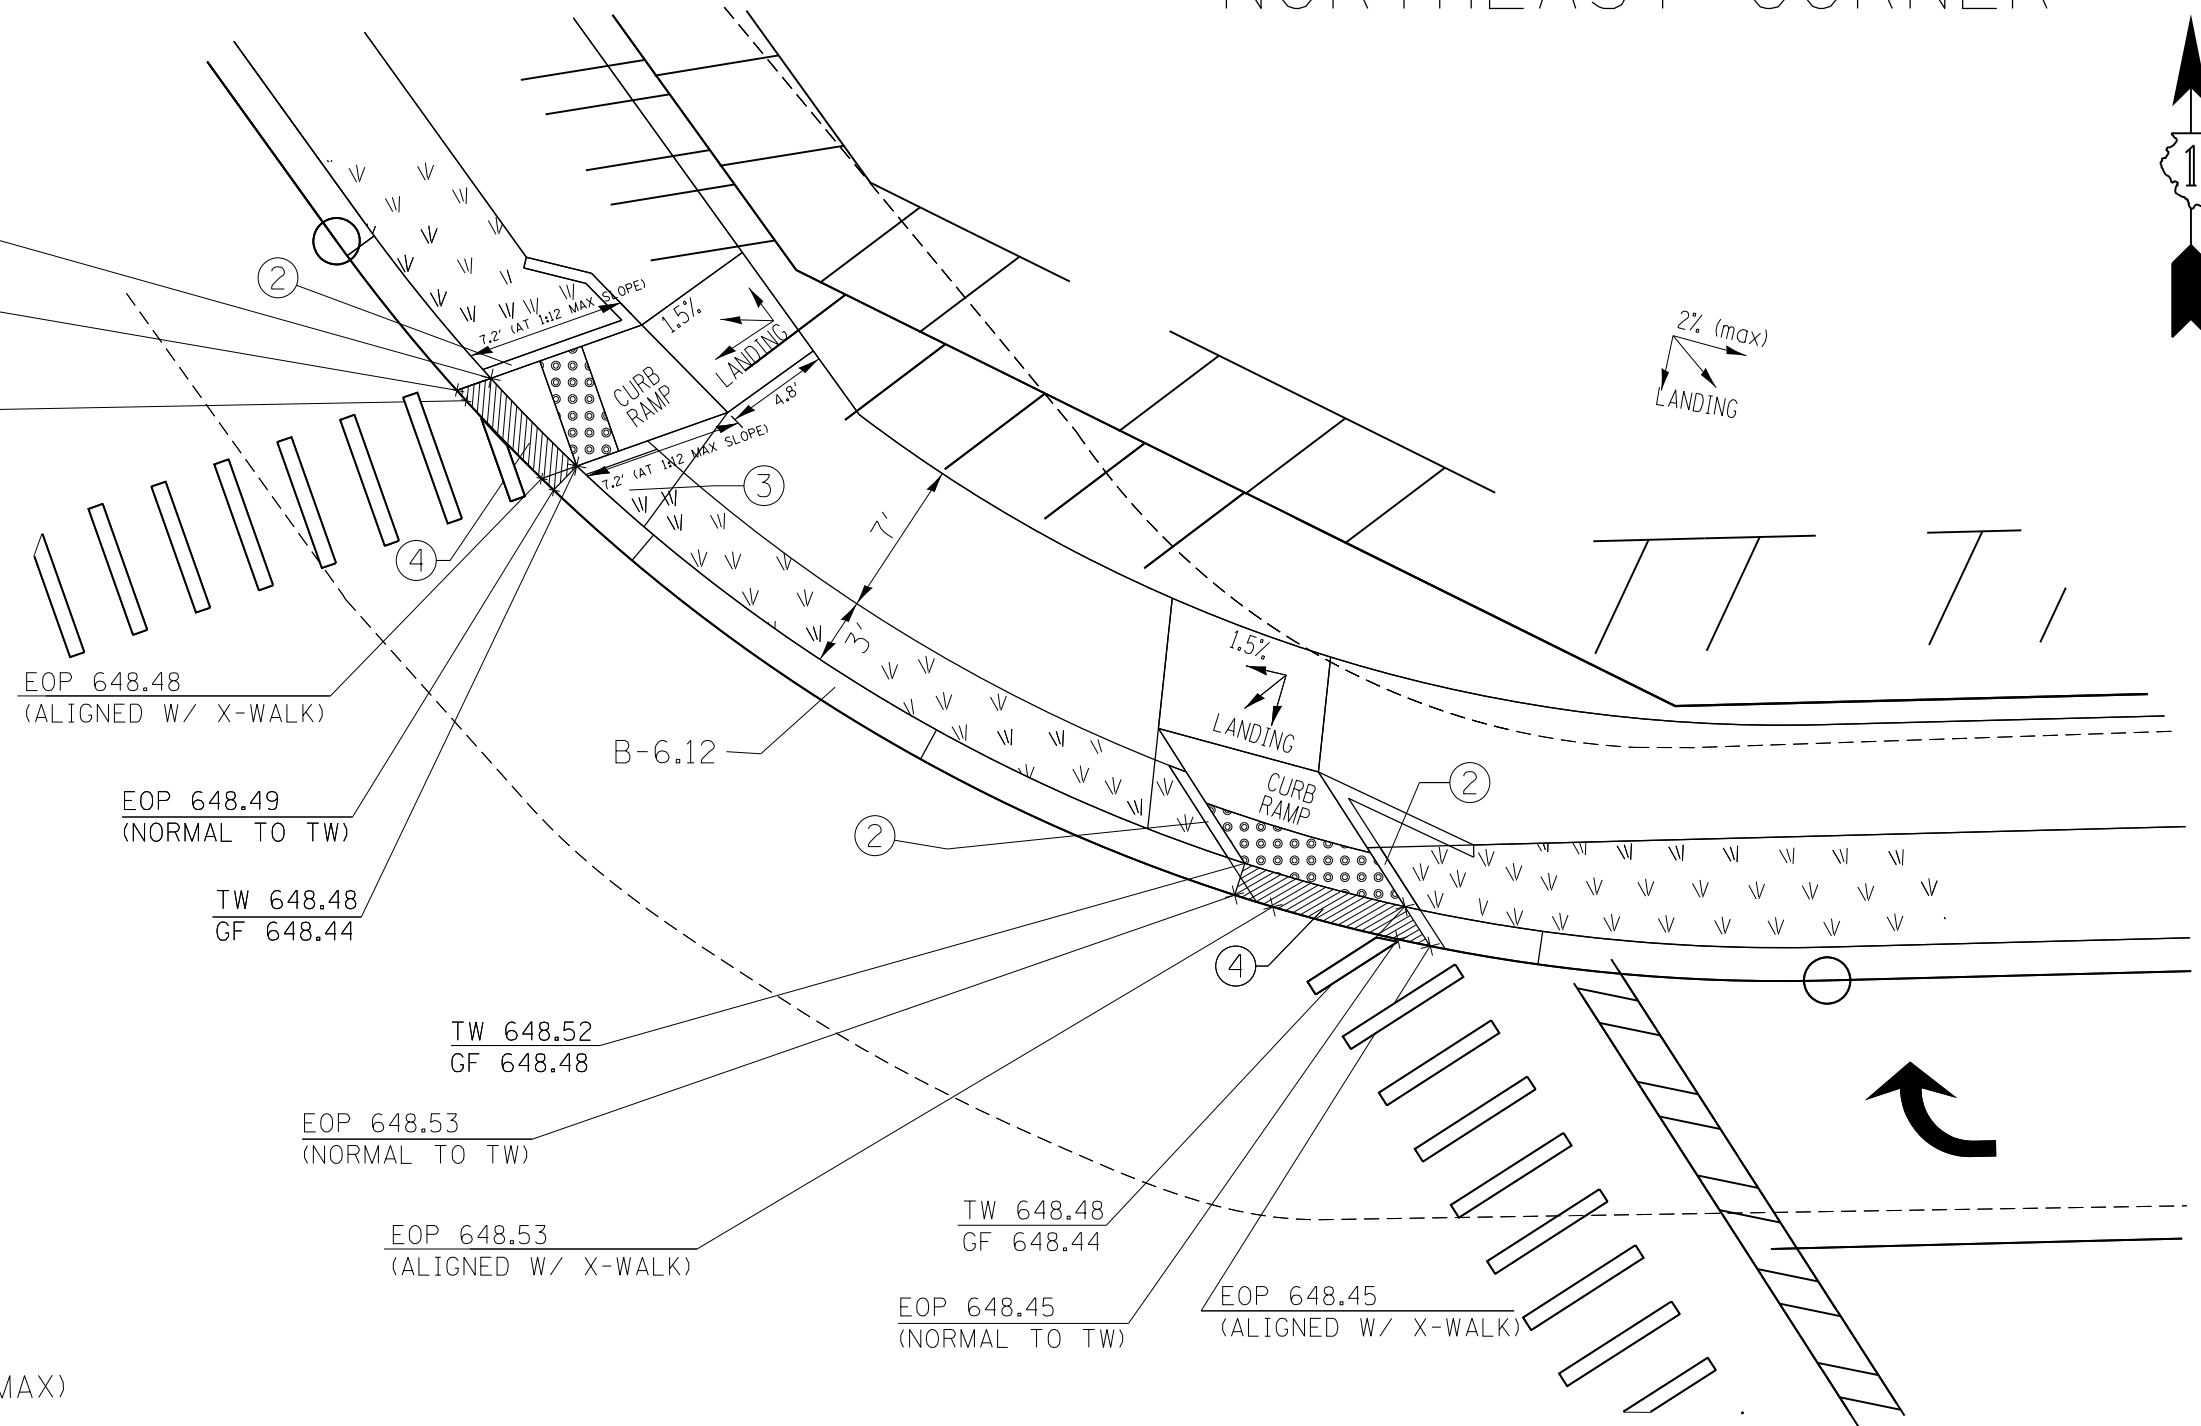 NORTHEAST CORNER
1
2
7.2' (AT 1:12 MAX SLOPE)
1.5%
LANDING
CURB
RAMP
4.8'
7.2' (AT 1:12 MAX SLOPE)
3
4
2% (max)
LANDING
7'
3'
EOP 648.48
(ALIGNED W/ X-WALK)
B-6.12
1.5%
LANDING
CURB
RAMP
2
2
EOP 648.49
(NORMAL TO TW)
TW 648.48
GF 648.44
4
TW 648.52
GF 648.48
EOP 648.53
(NORMAL TO TW)
EOP 648.53
(ALIGNED W/ X-WALK)
TW 648.48
GF 648.44
EOP 648.45
(NORMAL TO TW)
EOP 648.45
(ALIGNED W/ X-WALK)
MAX)